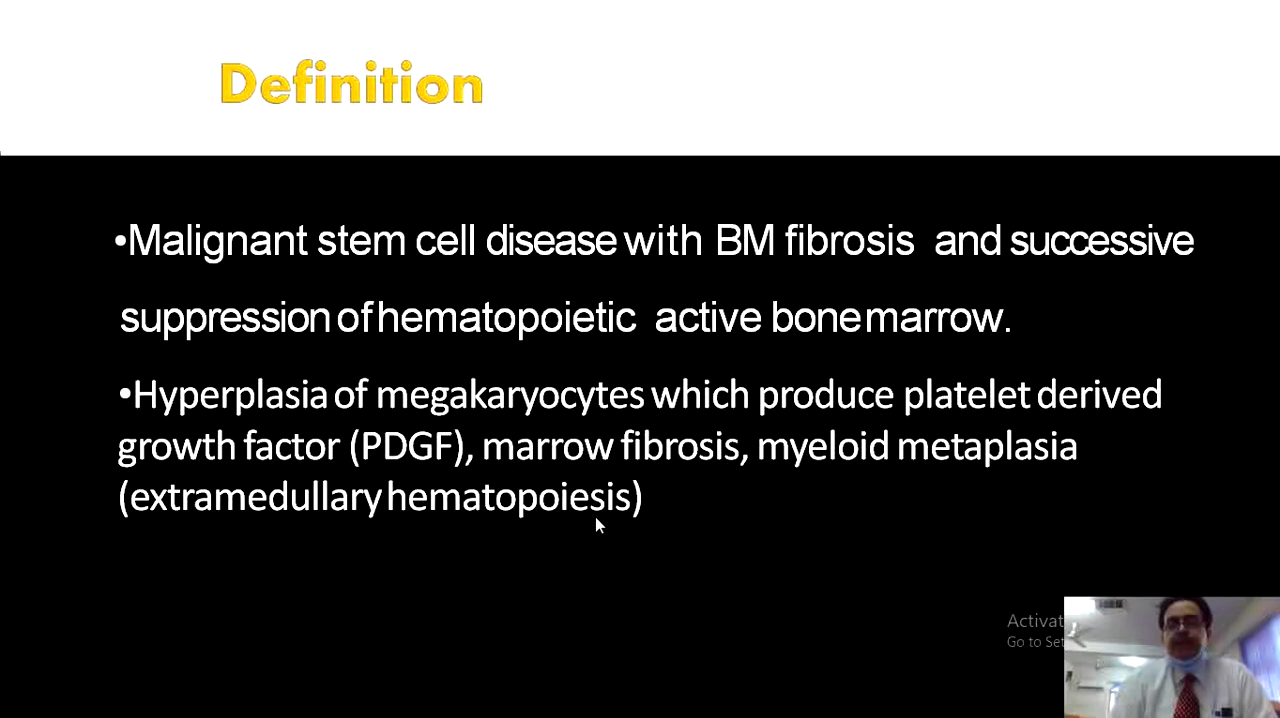 Definition
•Malignant stem cell disease with BM fibrosis and successive
suppression of hematopoietic active bone marrow.
•Hyperplasia of megakaryocytes which produce platelet derived
growth factor (PDGF), marrow fibrosis, myeloid metaplasia
(extramedullary hematopoiesis)
Activat
Go to Set